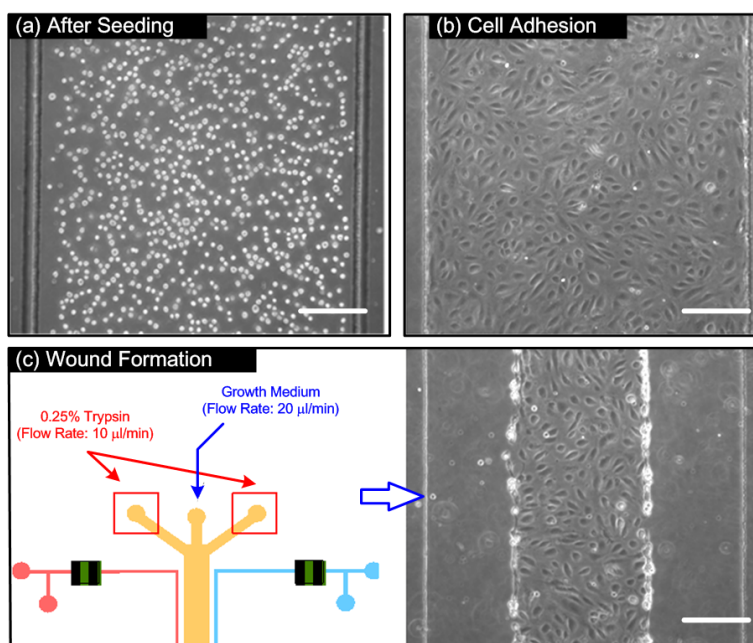 (a) After Seeding
(b) Cell Adhesion
(c) Wound Formation
Growth Medium
(Flow Rate: 20 μl/min)
0.25% Trypsin
(Flow Rate: 10 μl/min)